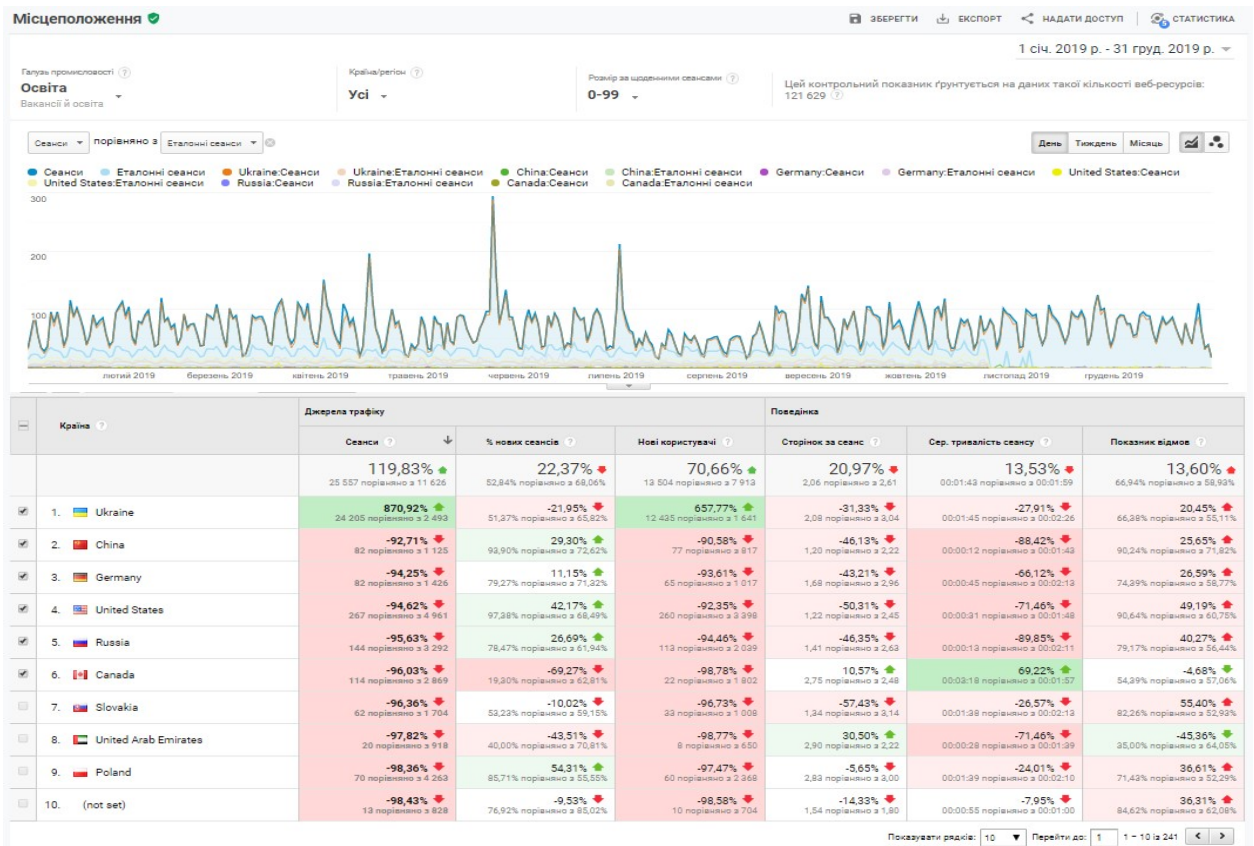 Місцеположення
ЗБЕРЕГТИ ЕКСПОРТ НАДАТИ ДОСТУП 5 СТАТИСТИКА
1 січ. 2019 р. - 31 груд. 2019 р.
Галузь промисловості ?
Освіта
Вакансії й освіта
Країна/регіон ?
Усі
Розмір за щоденними сеансами ?
0-99
Цей контрольний показник ґрунтується на даних такої кількості веб-ресурсів:
121 629 ?
Сеанси порівняно з Еталонні сеанси
День Тиждень Місяць
Сеанси Еталонні сеанси Ukraine:Сеанси Ukraine:Еталонні сеанси China:Сеанси China:Еталонні сеанси Germany:Сеанси Germany:Еталонні сеанси United States:Сеанси
United States:Еталонні сеанси Russia:Сеанси Russia:Еталонні сеанси Canada:Сеанси Canada:Еталонні сеанси
300
200
100
лютий 2019 березень 2019 квітень 2019 травень 2019 червень 2019 липень 2019 серпень 2019 вересень 2019 жовтень 2019 листопад 2019 грудень 2019
Країна ?
Джерела трафіку Поведінка
Сеанси ? % нових сеансів ? Нові користувачі ? Сторінок за сеанс ? Сер. тривалість сеансу ? Показник відмов ?
119,83% 22,37% 70,66% 20,97% 13,53% 13,60%
25 557 порівняно з 11 626 52,84% порівняно з 68,06% 13 504 порівняно з 7 913 2,06 порівняно з 2,61 00:01:43 порівняно з 00:01:59 66,94% порівняно з 58,93%
1. Ukraine 870,92% -21,95% 657,77% -31,33% -27,91% 20,45%
24 205 порівняно з 2 493 51,37% порівняно з 65,82% 12 435 порівняно з 1 641 2,08 порівняно з 3,04 00:01:45 порівняно з 00:02:26 66,38% порівняно з 55,11%
2. China -92,71% 29,30% -90,58% -46,13% -88,42% 25,65%
82 порівняно з 1 125 93,90% порівняно з 72,62% 77 порівняно з 817 1,20 порівняно з 2,22 00:00:12 порівняно з 00:01:43 90,24% порівняно з 71,82%
3. Germany -94,25% 11,15% -93,61% -43,21% -66,12% 26,59%
82 порівняно з 1 426 79,27% порівняно з 71,32% 65 порівняно з 1 017 1,68 порівняно з 2,96 00:00:45 порівняно з 00:02:13 74,39% порівняно з 58,77%
4. United States -94,62% 42,17% -92,35% -50,31% -71,46% 49,19%
267 порівняно з 4 961 97,38% порівняно з 68,49% 260 порівняно з 3 398 1,22 порівняно з 2,45 00:00:31 порівняно з 00:01:48 90,64% порівняно з 60,75%
5. Russia -95,63% 26,69% -94,46% -46,35% -89,85% 40,27%
144 порівняно з 3 292 78,47% порівняно з 61,94% 113 порівняно з 2 039 1,41 порівняно з 2,63 00:00:13 порівняно з 00:02:11 79,17% порівняно з 56,44%
6. Canada -96,03% -69,27% -98,78% 10,57% 69,22% -4,68%
114 порівняно з 2 869 19,30% порівняно з 62,81% 22 порівняно з 1 802 2,75 порівняно з 2,48 00:03:18 порівняно з 00:01:57 54,39% порівняно з 57,06%
7. Slovakia -96,36% -10,02% -96,73% -57,43% -26,57% 55,40%
62 порівняно з 1 704 53,23% порівняно з 59,15% 33 порівняно з 1 008 1,34 порівняно з 3,14 00:01:38 порівняно з 00:02:13 82,26% порівняно з 52,93%
8. United Arab Emirates -97,82% -43,51% -98,77% 30,50% -71,46% -45,36%
20 порівняно з 918 40,00% порівняно з 70,81% 8 порівняно з 650 2,90 порівняно з 2,22 00:00:28 порівняно з 00:01:39 35,00% порівняно з 64,05%
9. Poland -98,36% 54,31% -97,47% -5,65% -24,01% 36,61%
70 порівняно з 4 263 85,71% порівняно з 55,55% 60 порівняно з 2 368 2,83 порівняно з 3,00 00:01:39 порівняно з 00:02:10 71,43% порівняно з 52,29%
10. (not set) -98,43% -9,53% -98,58% -14,33% -7,95% 36,31%
13 порівняно з 828 76,92% порівняно з 85,02% 10 порівняно з 704 1,54 порівняно з 1,80 00:00:55 порівняно з 00:01:00 84,62% порівняно з 62,08%
Показувати рядків: 10 Перейти до: 1 1 – 10 із 241